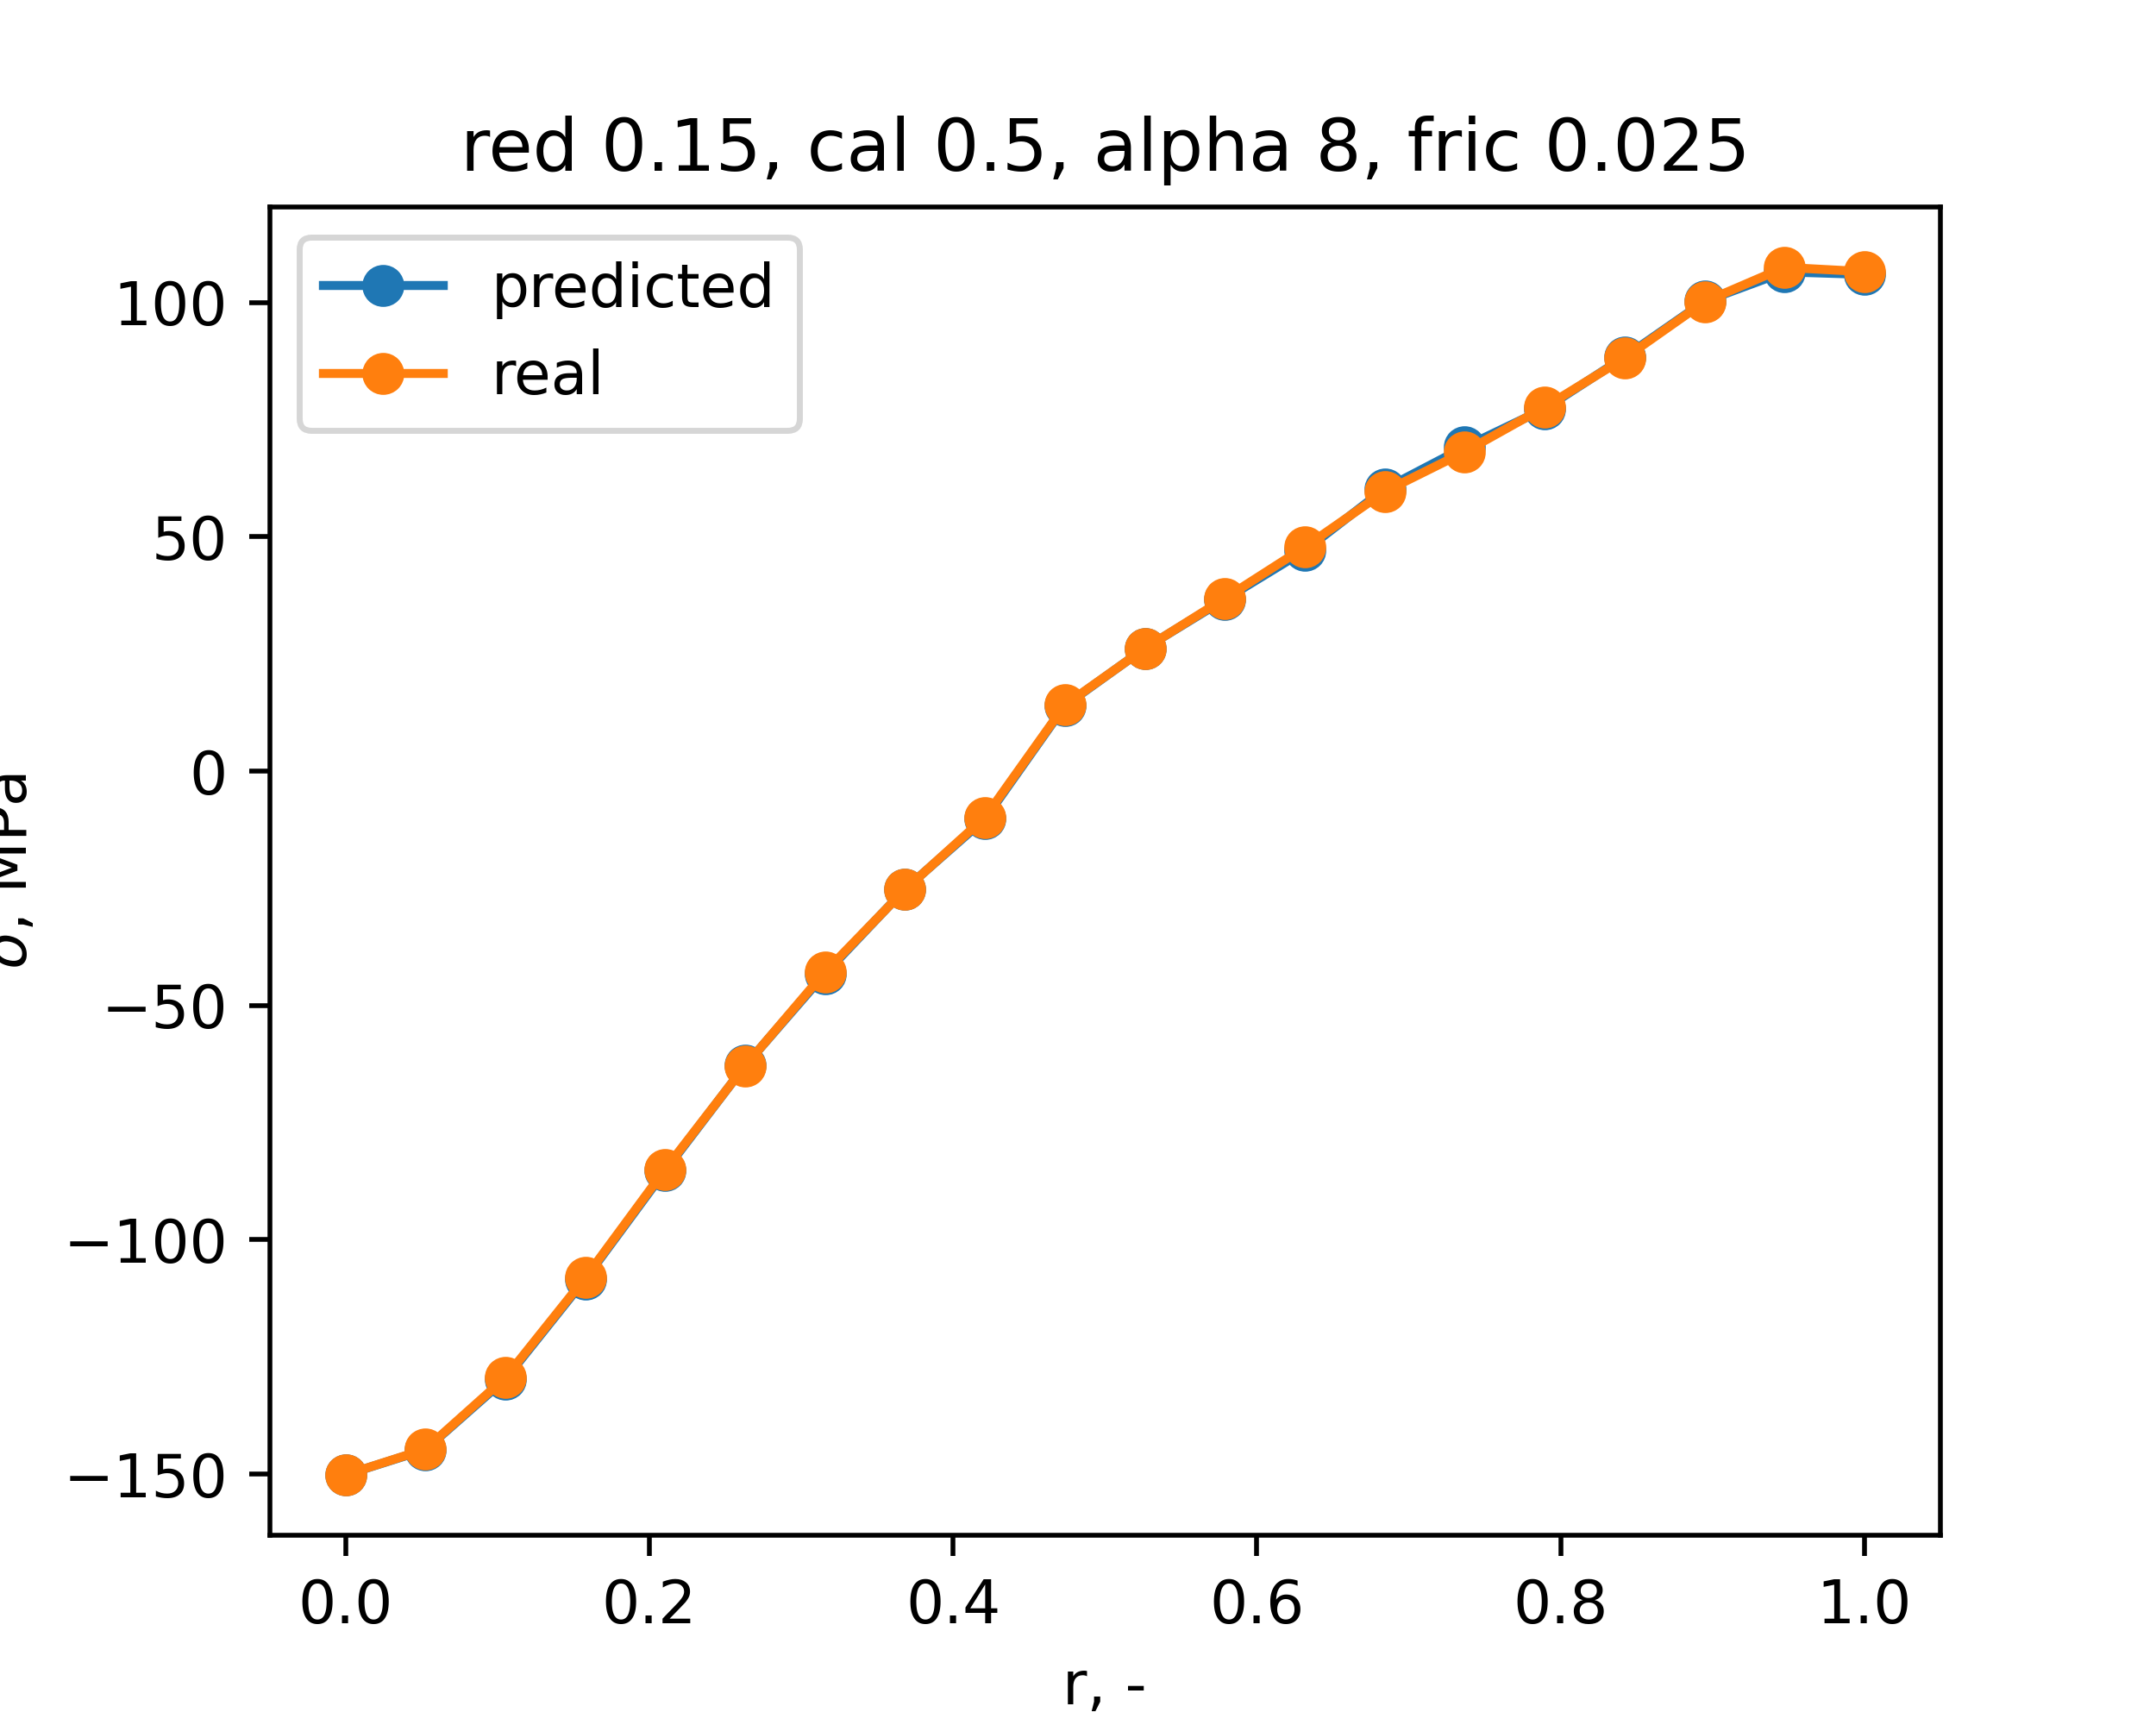 red 0.15, cal 0.5, alpha 8, fric 0.025
predicted
real
100
50
0
−50
−100
−150
σ, MPa
0.0 0.2 0.4 0.6 0.8 1.0
r, -